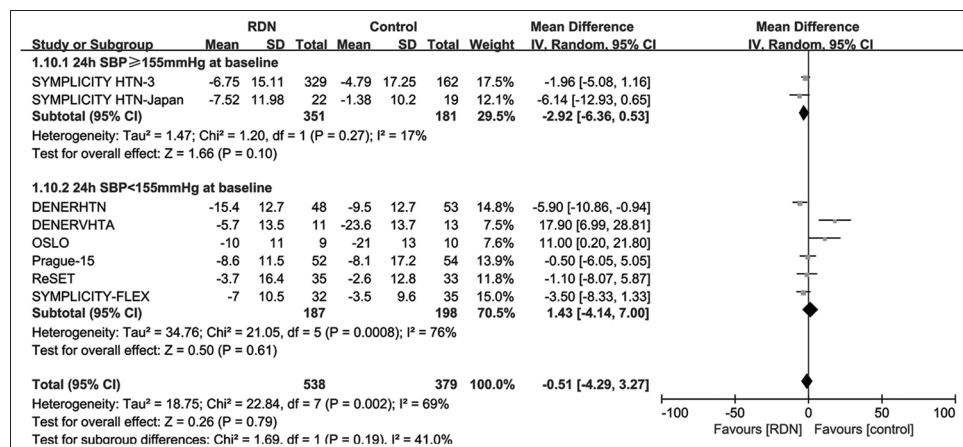 RDN Control Mean Difference Mean Difference
Study or Subgroup Mean SD Total Mean SD Total Weight IV, Random, 95% CI IV, Random, 95% CI
1.10.1 24h SBP≥155mmHg at baseline
SYMPLICITY HTN-3 -6.75 15.11 329 -4.79 17.25 162 17.5% -1.96 [-5.08, 1.16]
SYMPLICITY HTN-Japan -7.52 11.98 22 -1.38 10.2 19 12.1% -6.14 [-12.93, 0.65]
Subtotal (95% CI) 351 181 29.5% -2.92 [-6.36, 0.53]
Heterogeneity: Tau² = 1.47; Chi² = 1.20, df = 1 (P = 0.27); I² = 17%
Test for overall effect: Z = 1.66 (P = 0.10)
1.10.2 24h SBP<155mmHg at baseline
DENERHTN -15.4 12.7 48 -9.5 12.7 53 14.8% -5.90 [-10.86, -0.94]
DENERVHTA -5.7 13.5 11 -23.6 13.7 13 7.5% 17.90 [6.99, 28.81]
OSLO -10 11 9 -21 13 10 7.6% 11.00 [0.20, 21.80]
Prague-15 -8.6 11.5 52 -8.1 17.2 54 13.9% -0.50 [-6.05, 5.05]
ReSET -3.7 16.4 35 -2.6 12.8 33 11.7% -1.10 [-8.07, 5.87]
SYMPLICITY-FLEX -7 10.5 32 -3.5 9.6 35 15.0% -3.50 [-8.33, 1.33]
Subtotal (95% CI) 187 198 70.5% 1.43 [-4.14, 7.00]
Heterogeneity: Tau² = 34.76; Chi² = 21.05, df = 5 (P = 0.0008); I² = 76%
Test for overall effect: Z = 0.50 (P = 0.61)
Total (95% CI) 538 379 100.0% -0.51 [-4.29, 3.27]
Heterogeneity: Tau² = 18.75; Chi² = 22.84, df = 7 (P = 0.002); I² = 69%
Test for overall effect: Z = 0.26 (P = 0.79)
Test for subgroup differences: Chi² = 1.69, df = 1 (P = 0.19), I² = 41.0%
-100 -50 0 50 100
Favours [RDN] Favours [control]